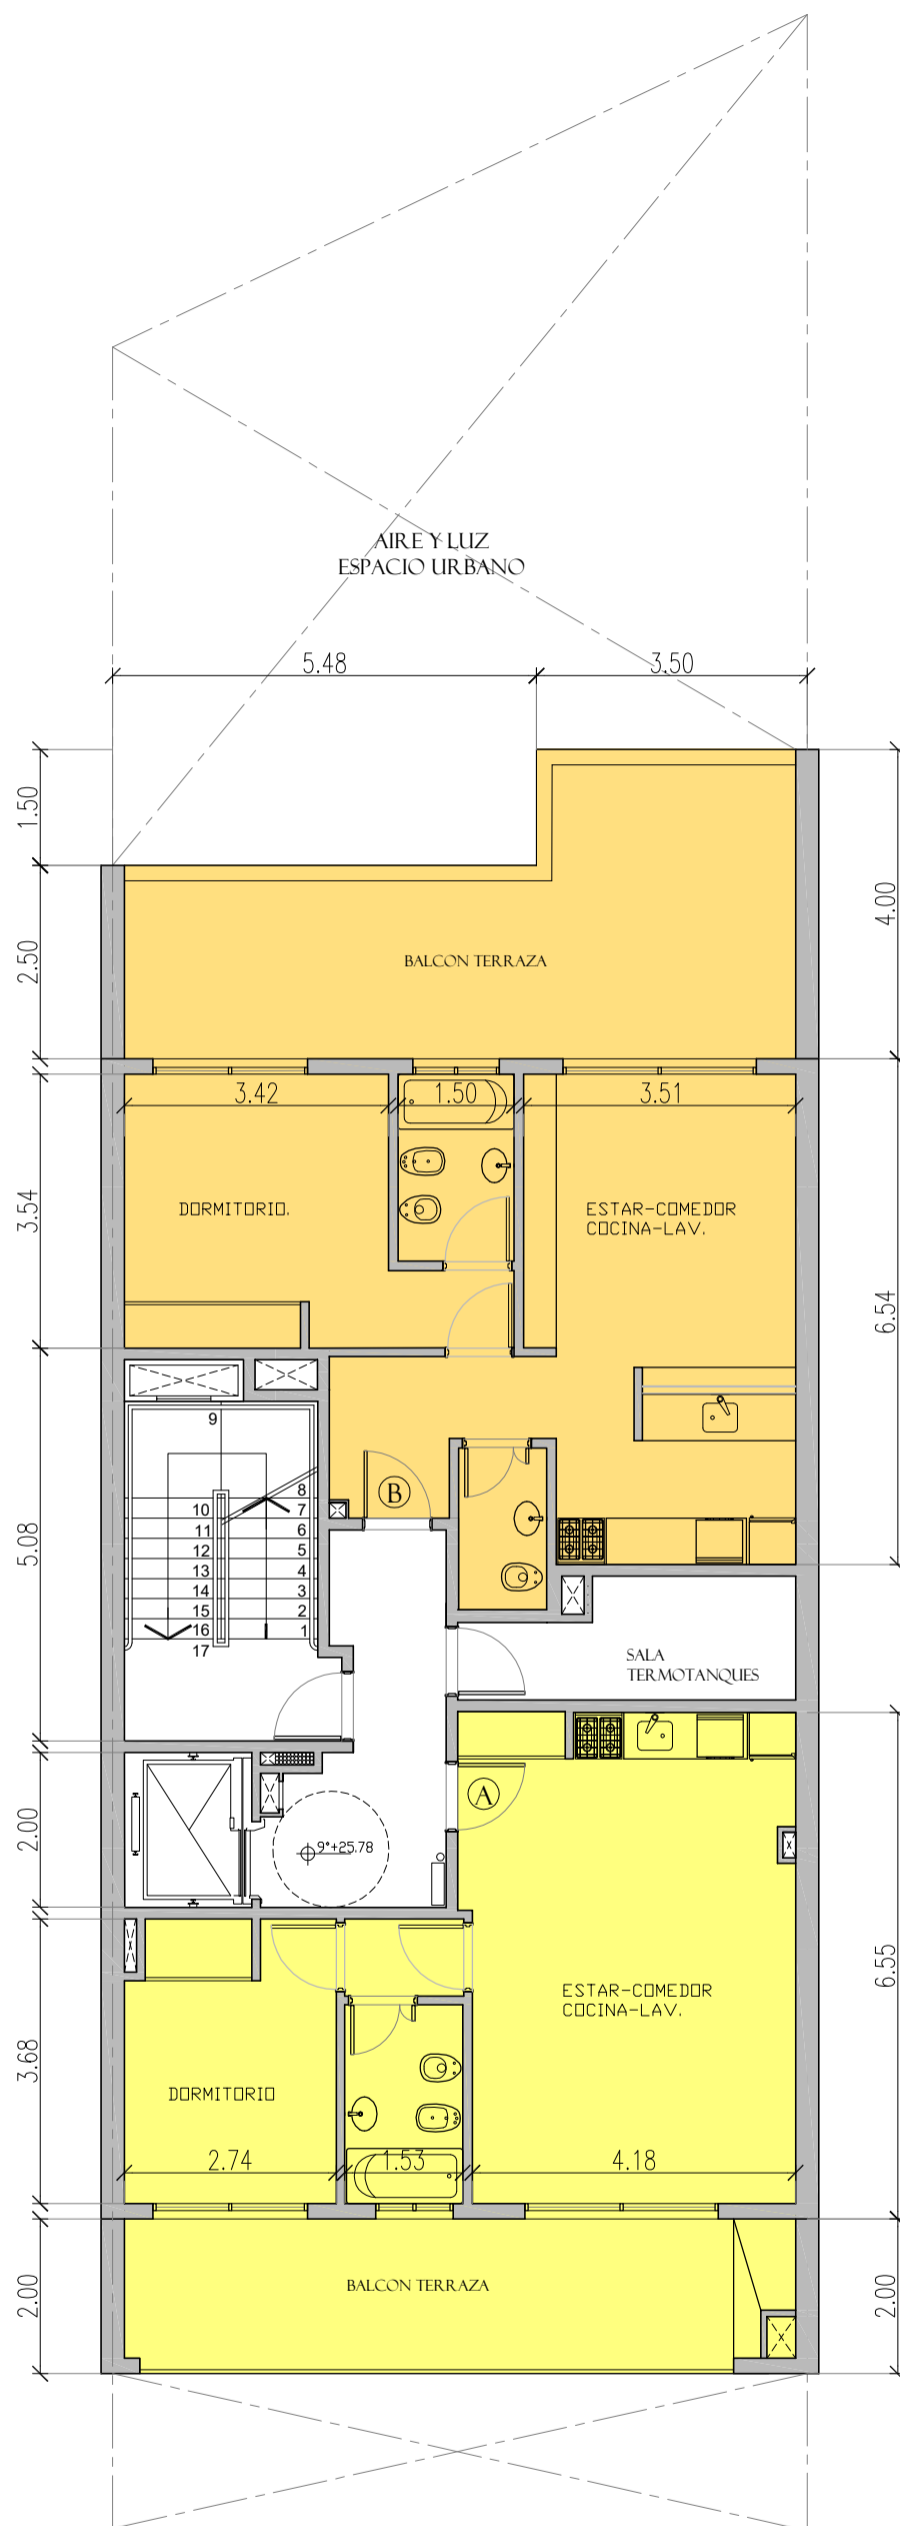 AIRE Y LUZ
ESPACIO URBANO
5.48
3.50
1.50
2.50
4.00
BALCON TERRAZA
3.42
1.50
3.51
3.54
DORMITORIO.
ESTAR-COMEDOR
COCINA-LAV.
6.54
9
8
10
7
11
6
12
5
13
4
14
3
15
2
16
1
17
B
5.08
SALA
TERMOTANQUES
A
2.00
9°+25.78
6.55
ESTAR-COMEDOR
COCINA-LAV.
3.68
DORMITORIO
2.74
1.53
4.18
2.00
BALCON TERRAZA
2.00